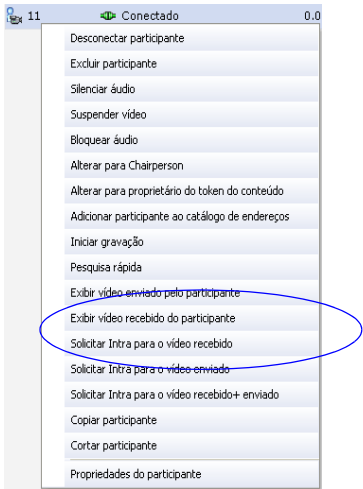 11 Conectado 0.0
Desconectar participante
Excluir participante
Silenciar áudio
Suspender vídeo
Bloquear áudio
Alterar para Chairperson
Alterar para proprietário do token do conteúdo
Adicionar participante ao catálogo de endereços
Iniciar gravação
Pesquisa rápida
Exibir vídeo enviado pelo participante
Exibir vídeo recebido do participante
Solicitar Intra para o vídeo recebido
Solicitar Intra para o vídeo enviado
Solicitar Intra para o vídeo recebido+ enviado
Copiar participante
Cortar participante
Propriedades do participante